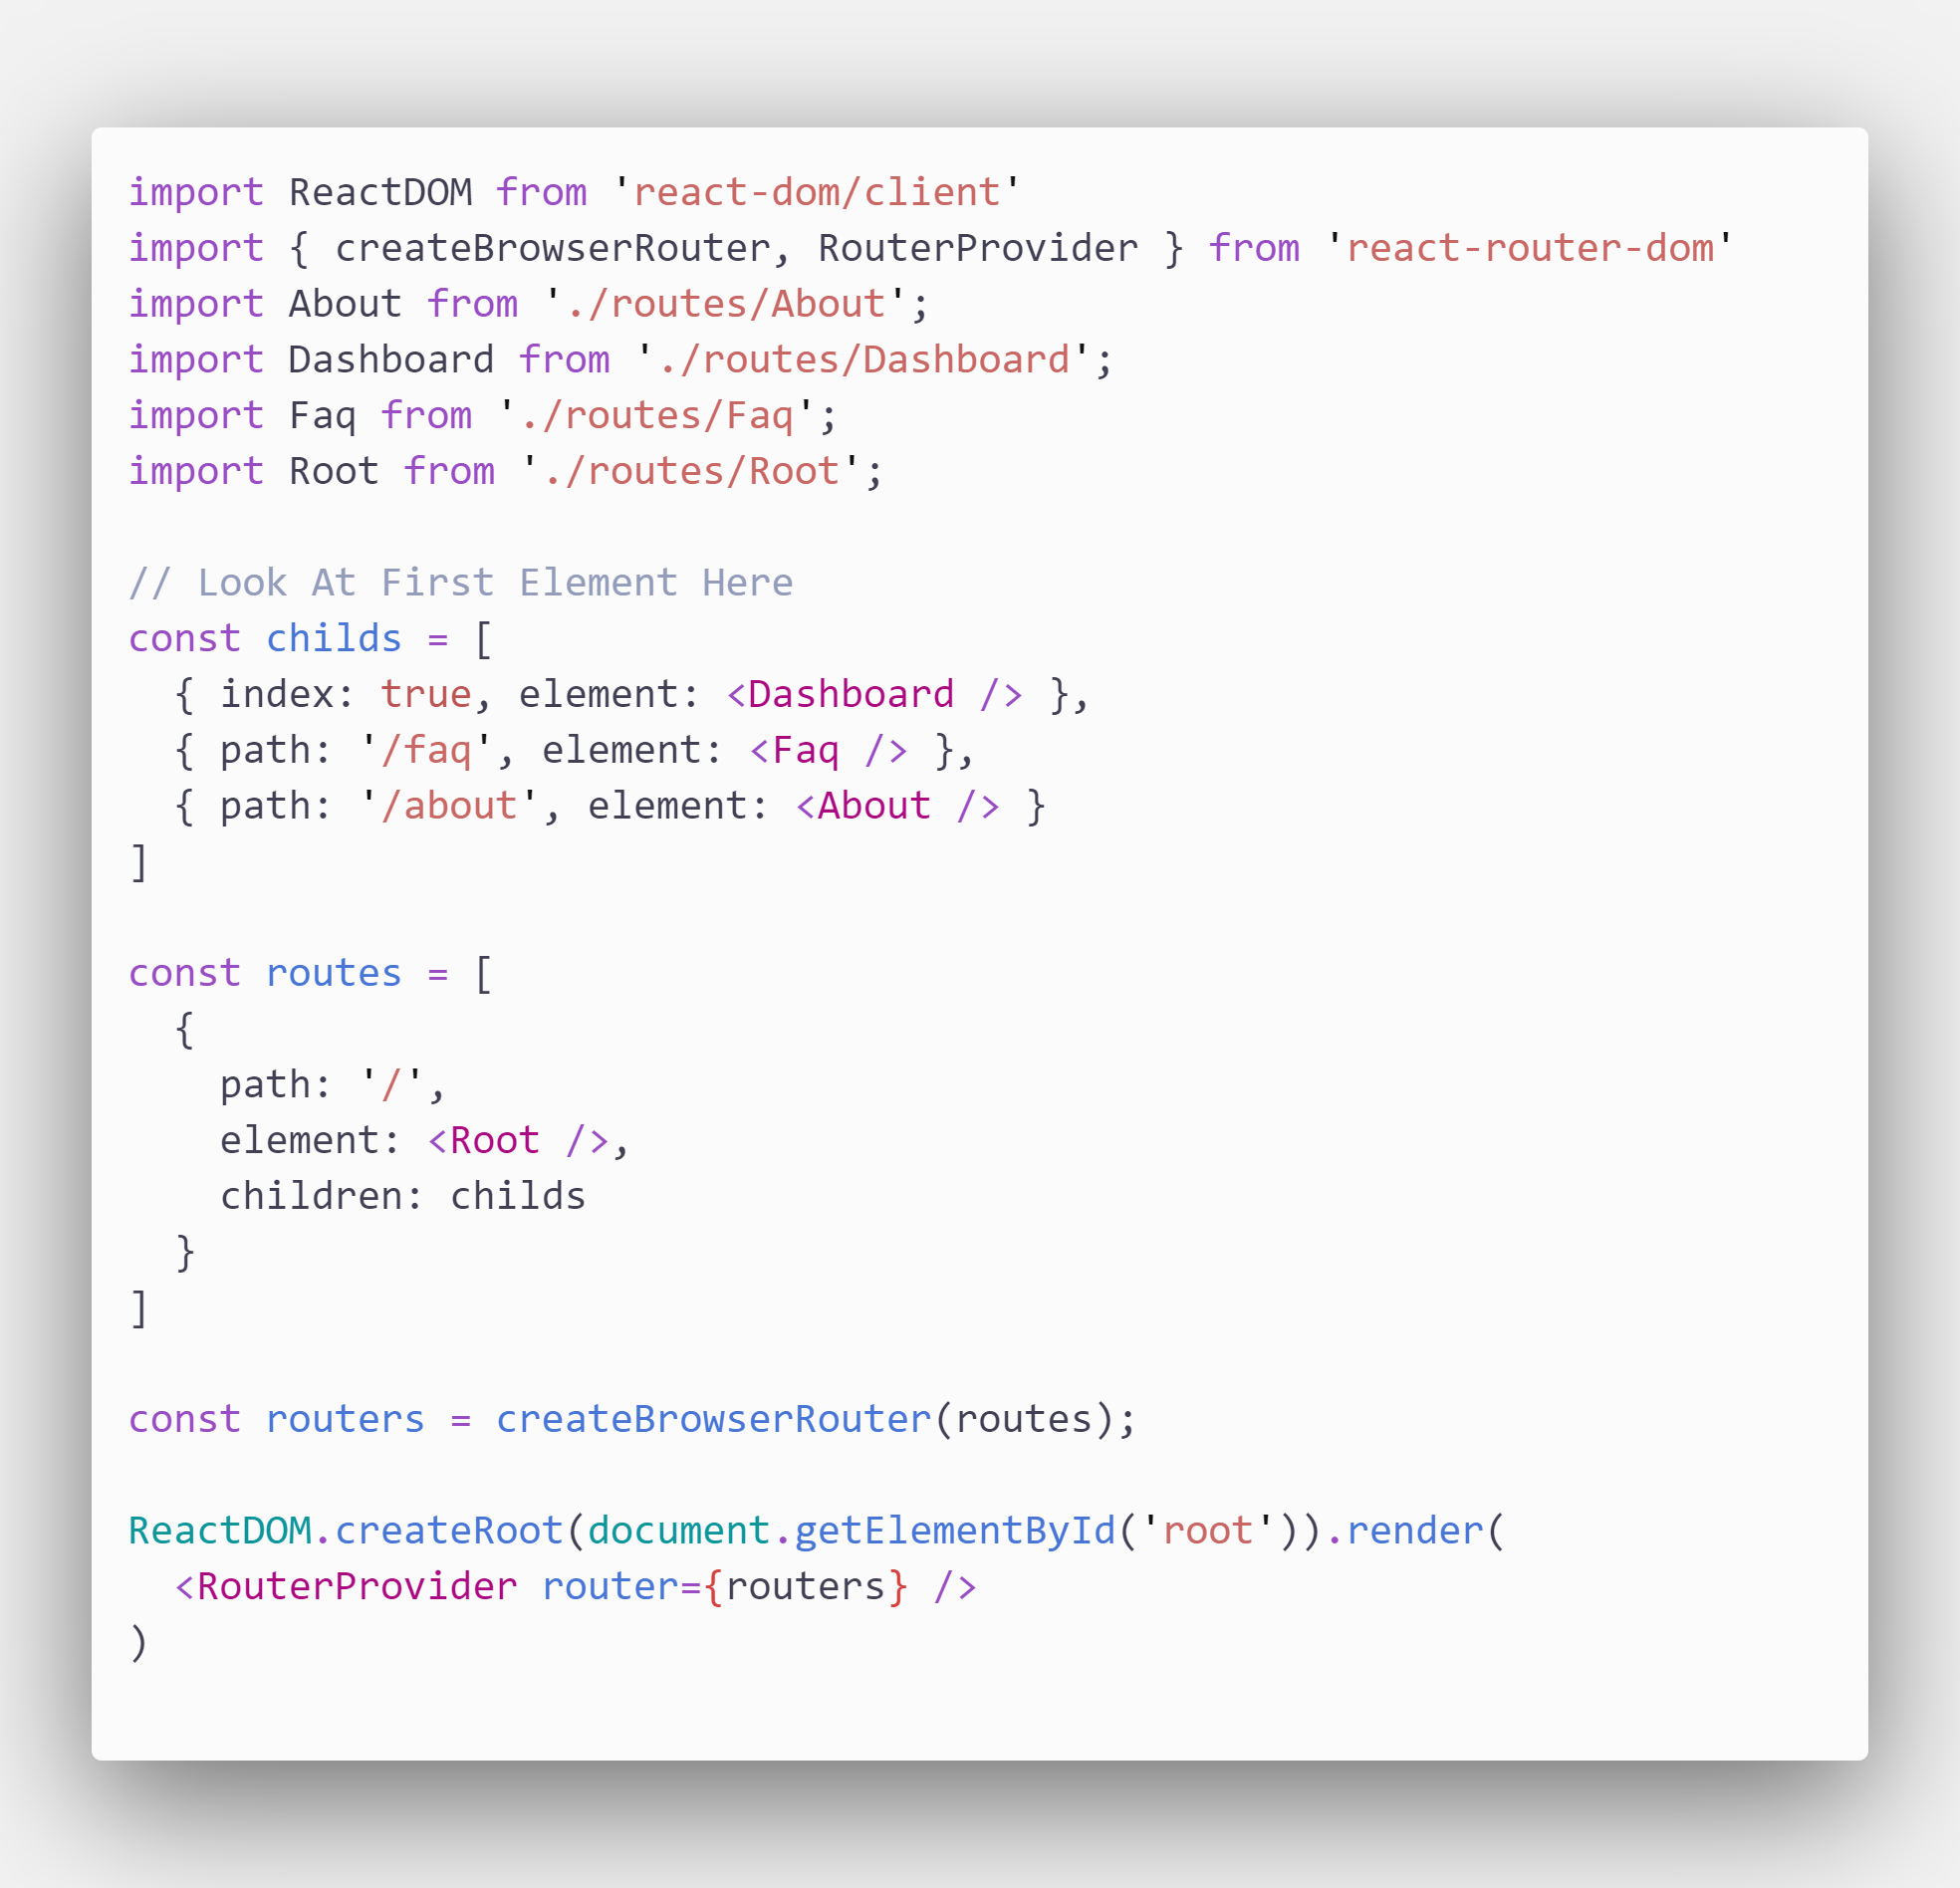 import ReactDOM from 'react-dom/client'
import { createBrowserRouter, RouterProvider } from 'react-router-dom'
import About from './routes/About';
import Dashboard from './routes/Dashboard';
import Faq from './routes/Faq';
import Root from './routes/Root';

// Look At First Element Here
const childs = [
  { index: true, element: <Dashboard /> },
  { path: '/faq', element: <Faq /> },
  { path: '/about', element: <About /> }
]

const routes = [
  {
    path: '/',
    element: <Root />,
    children: childs
  }
]

const routers = createBrowserRouter(routes);

ReactDOM.createRoot(document.getElementById('root')).render(
  <RouterProvider router={routers} />
)